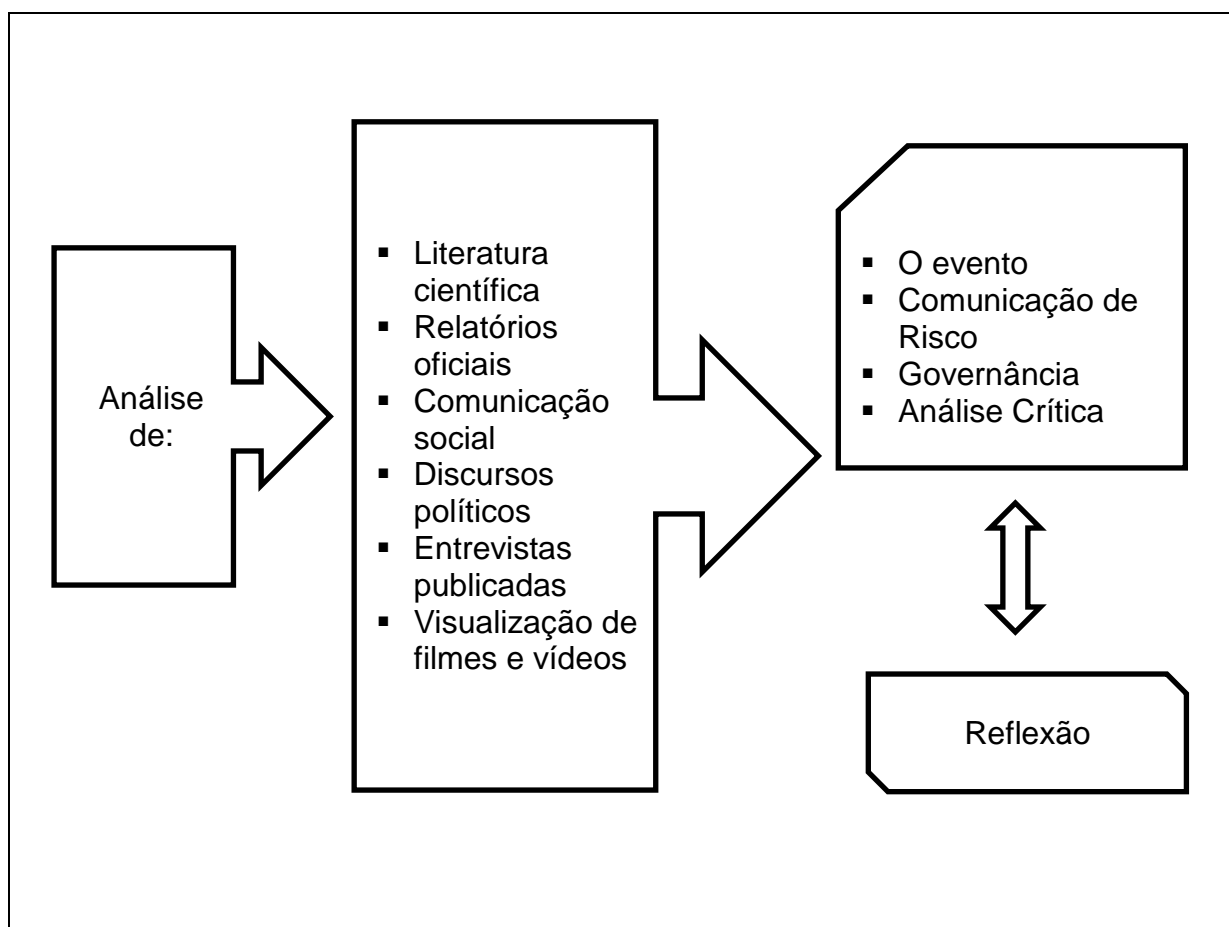 Análise
de:
▪ Literatura
científica
▪ Relatórios
oficiais
▪ Comunicação
social
▪ Discursos
políticos
▪ Entrevistas
publicadas
▪ Visualização de
filmes e vídeos
▪ O evento
▪ Comunicação de
Risco
▪ Governância
▪ Análise Crítica
Reflexão